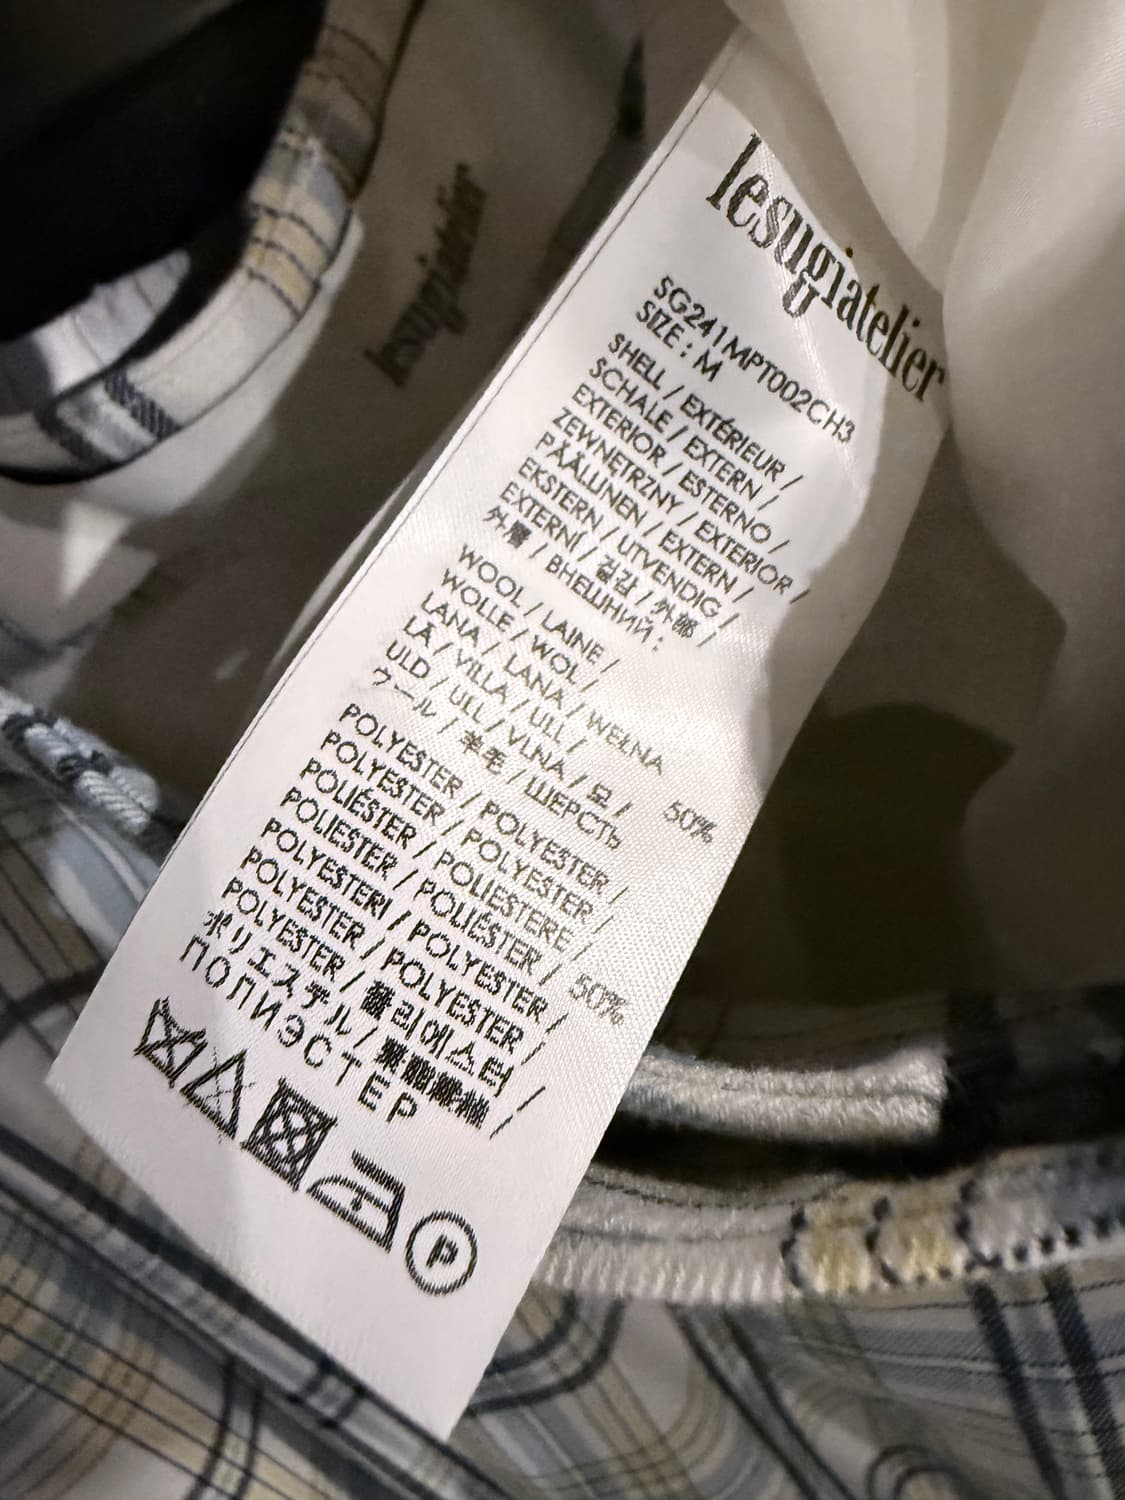 lesugiatelier
SG241MPT002CH3
SIZE : M
SHELL / EXTÉRIEUR /
SCHALE / EXTERN /
EXTERIOR / ESTERNO /
ZEWNĘTRZNY / EXTERIOR /
PÄÄLLINEN / EXTERN /
EKSTERN / UTVENDIG /
EXTERNÍ / 겉감 / 外部 /
外層 / ВНЕШНИЙ :
WOOL / LAINE /
WOLLE / WOL /
LANA / LANA / WEŁNA
LÃ / VILLA / ULL /
ULD / ULL / VLNA / 모 / 50%
ウール / 羊毛 / ШЕРСТЬ
POLYESTER / POLYESTER /
POLYESTER / POLYESTER /
POLIÉSTER / POLIESTERE /
POLIESTER / POLIÉSTER / 50%
POLYESTERI / POLYESTER /
POLYESTER / POLYESTER /
POLYESTER / 폴리에스터 /
ポリエステル /
ПОЛИЭСТЕР
P
lesugiatelier